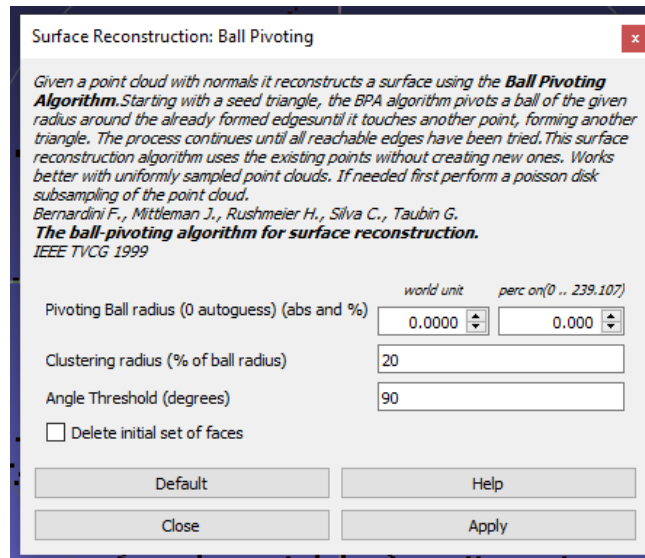 Surface Reconstruction: Ball Pivoting
x
Given a point cloud with normals it reconstructs a surface using the Ball Pivoting
Algorithm.Starting with a seed triangle, the BPA algorithm pivots a ball of the given
radius around the already formed edgesuntil it touches another point, forming another
triangle. The process continues until all reachable edges have been tried.This surface
reconstruction algorithm uses the existing points without creating new ones. Works
better with uniformly sampled point clouds. If needed first perform a poisson disk
subsampling of the point cloud.
Bernardini F., Mittleman J., Rushmeier H., Silva C., Taubin G.
The ball-pivoting algorithm for surface reconstruction.
IEEE TVCG 1999
world unit perc on(0 .. 239.107)
Pivoting Ball radius (0 autoguess) (abs and %) 0.0000 0.000
Clustering radius (% of ball radius) 20
Angle Threshold (degrees) 90
Delete initial set of faces
Default Help
Close Apply